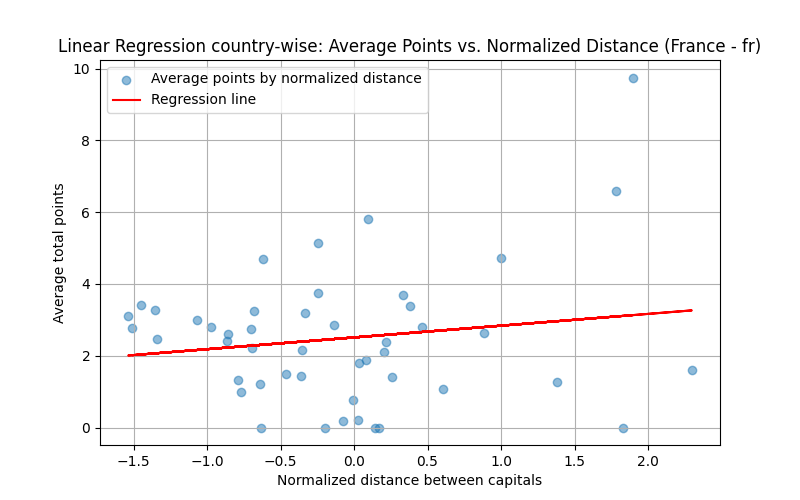 Linear Regression country-wise: Average Points vs. Normalized Distance (France - fr)
Average points by normalized distance
Regression line
Average total points
10
8
6
4
2
0
−1.5 −1.0 −0.5 0.0 0.5 1.0 1.5 2.0
Normalized distance between capitals